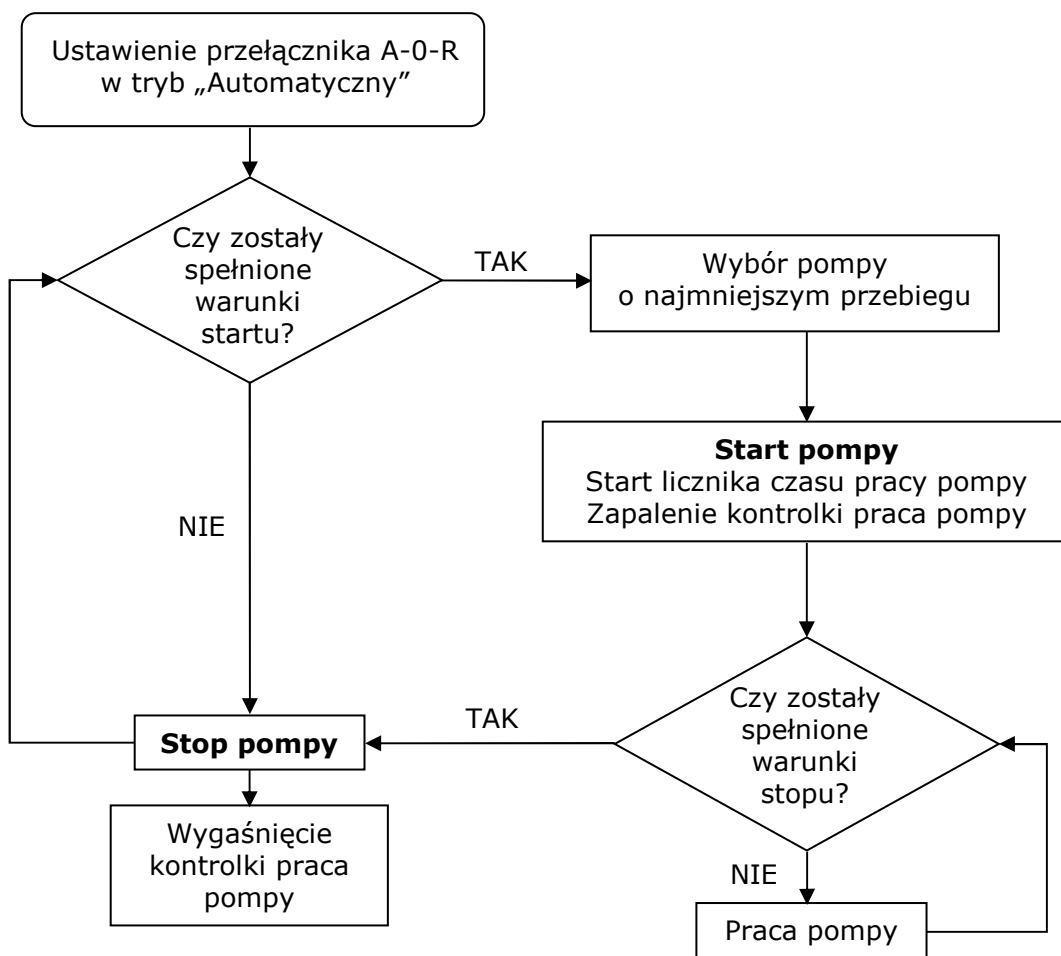 Ustawienie przełącznika A-0-R
w tryb „Automatyczny”
Czy zostały
spełnione
warunki
startu?
TAK
Wybór pompy
o najmniejszym przebiegu
Start pompy
Start licznika czasu pracy pompy
Zapalenie kontrolki praca pompy
NIE
Czy zostały
spełnione
warunki
stopu?
TAK
Stop pompy
Wygaśnięcie
kontrolki praca
pompy
NIE
Praca pompy